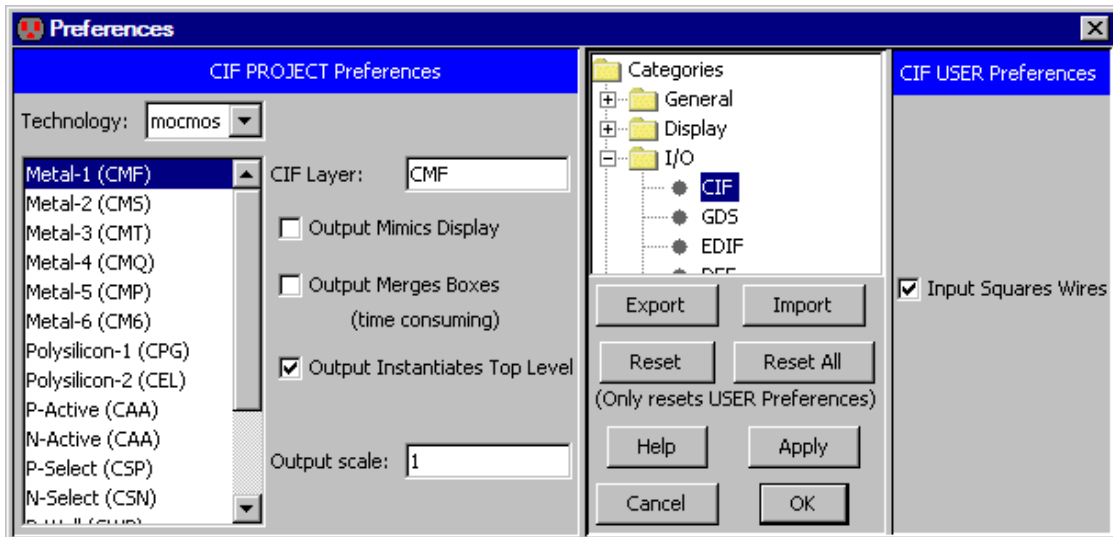 Preferences
CIF PROJECT Preferences
Technology: mocmos
Metal-1 (CMF)
Metal-2 (CMS)
Metal-3 (CMT)
Metal-4 (CMQ)
Metal-5 (CMP)
Metal-6 (CM6)
Polysilicon-1 (CPG)
Polysilicon-2 (CEL)
P-Active (CAA)
N-Active (CAA)
P-Select (CSP)
N-Select (CSN)
CIF Layer: CMF
Output Mimics Display
Output Merges Boxes
(time consuming)
Output Instantiates Top Level
Output scale: 1
Categories
General
Display
I/O
CIF
GDS
EDIF
Export Import
Reset Reset All
(Only resets USER Preferences)
Help Apply
Cancel OK
CIF USER Preferences
Input Squares Wires